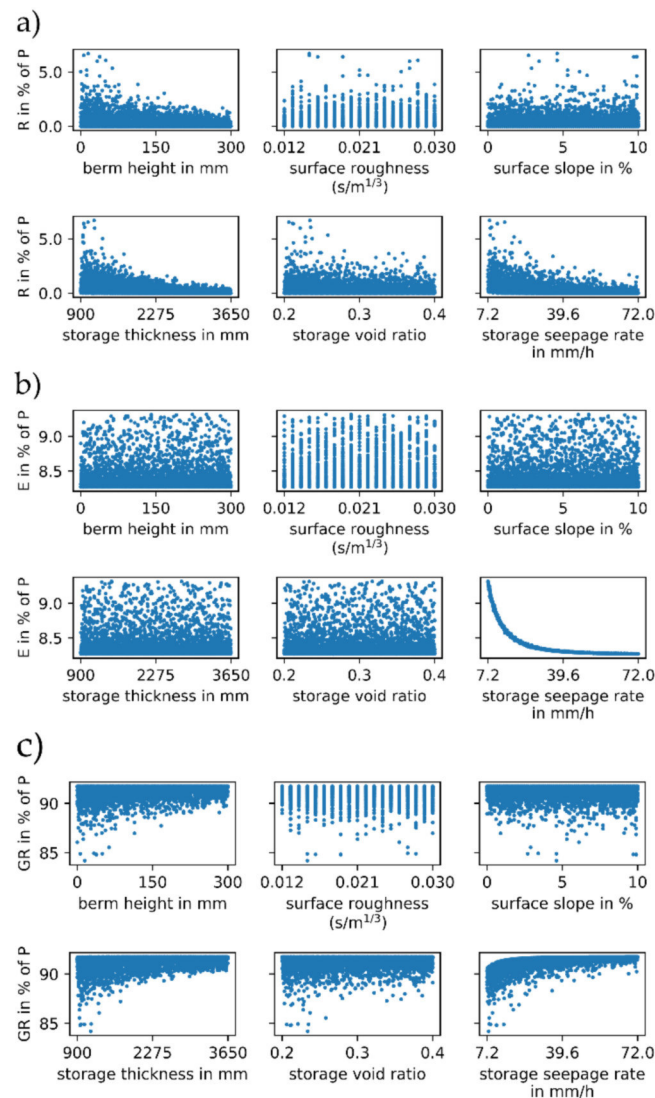 a)
R in % of P
5.0
0.0
0 150 300
berm height in mm
0.012 0.021 0.030
surface roughness
(s/m^1/3)
0 5 10
surface slope in %
R in % of P
5.0
0.0
900 2275 3650
storage thickness in mm
0.2 0.3 0.4
storage void ratio
7.2 39.6 72.0
storage seepage rate
in mm/h
b)
E in % of P
9.0
8.5
0 150 300
berm height in mm
0.012 0.021 0.030
surface roughness
(s/m^1/3)
0 5 10
surface slope in %
E in % of P
9.0
8.5
900 2275 3650
storage thickness in mm
0.2 0.3 0.4
storage void ratio
7.2 39.6 72.0
storage seepage rate
in mm/h
c)
GR in % of P
90
85
0 150 300
berm height in mm
0.012 0.021 0.030
surface roughness
(s/m^1/3)
0 5 10
surface slope in %
GR in % of P
90
85
900 2275 3650
storage thickness in mm
0.2 0.3 0.4
storage void ratio
7.2 39.6 72.0
storage seepage rate
in mm/h